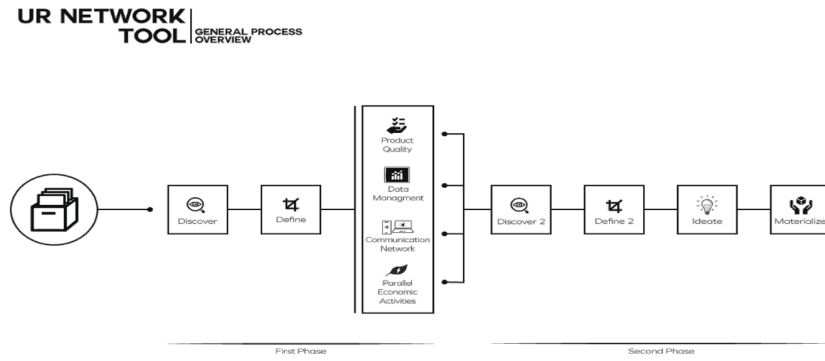 UR NETWORK
TOOL
GENERAL PROCESS
OVERVIEW
Discover
Define
Product
Quality
Data
Managment
Communication
Network
Parallel
Economic
Activities
Discover 2
Define 2
Ideate
Materialize
First Phase
Second Phase